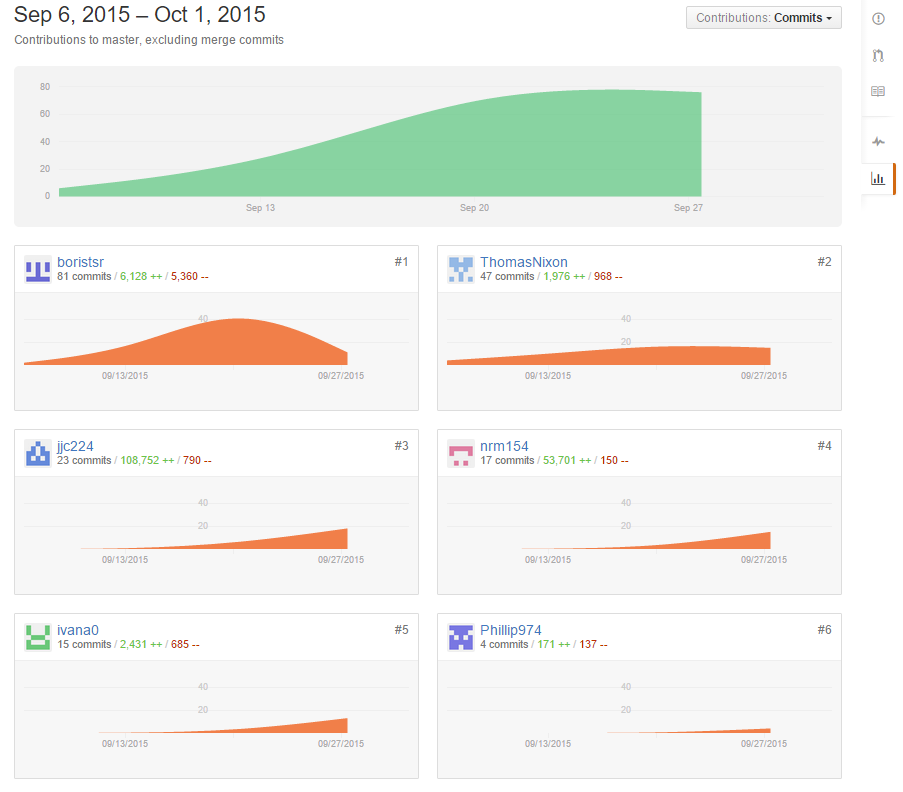 Sep 6, 2015 – Oct 1, 2015
Contributions: Commits
Contributions to master, excluding merge commits
80
60
40
20
0
Sep 13 Sep 20 Sep 27
boristsr #1
81 commits / 6,128 ++ / 5,360 --
40
09/13/2015 09/27/2015
ThomasNixon #2
47 commits / 1,976 ++ / 968 --
40
20
09/13/2015 09/27/2015
jjc224 #3
23 commits / 108,752 ++ / 790 --
40
20
09/13/2015 09/27/2015
nrm154 #4
17 commits / 53,701 ++ / 150 --
40
20
09/13/2015 09/27/2015
ivana0 #5
15 commits / 2,431 ++ / 685 --
40
20
09/13/2015 09/27/2015
Phillip974 #6
4 commits / 171 ++ / 137 --
40
20
09/13/2015 09/27/2015